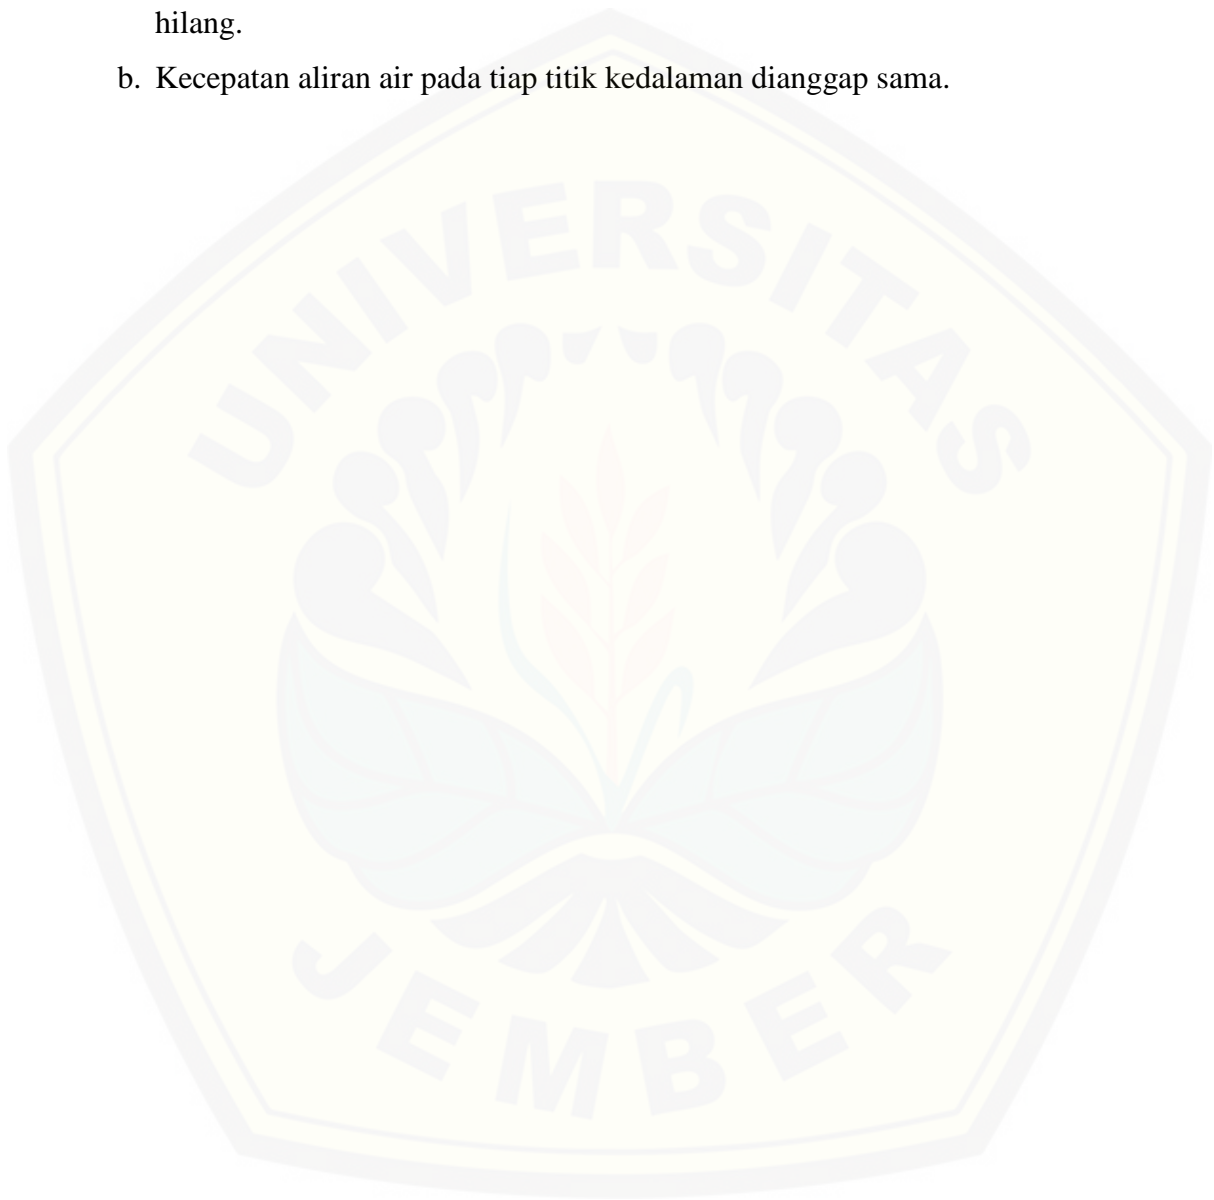 hilang.
b. Kecepatan aliran air pada tiap titik kedalaman dianggap sama.
UNIVERSITAS
JEMBER